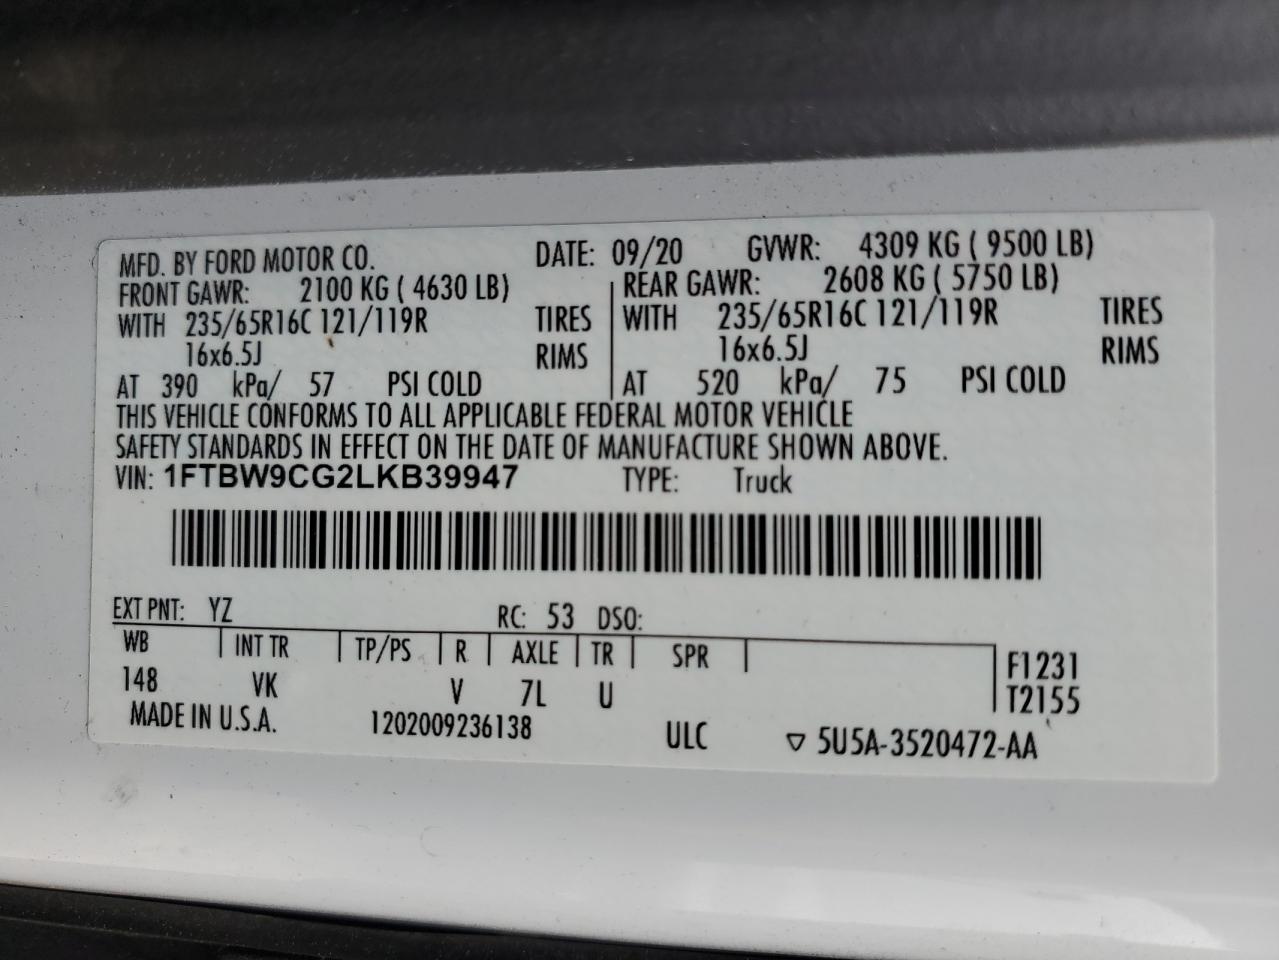 MFD. BY FORD MOTOR CO. DATE: 09/20 GVWR: 4309 KG ( 9500 LB)
FRONT GAWR: 2100 KG ( 4630 LB) REAR GAWR: 2608 KG ( 5750 LB)
WITH 235/65R16C 121/119R TIRES WITH 235/65R16C 121/119R TIRES
16x6.5J RIMS 16x6.5J RIMS
AT 390 kPa/ 57 PSI COLD AT 520 kPa/ 75 PSI COLD
THIS VEHICLE CONFORMS TO ALL APPLICABLE FEDERAL MOTOR VEHICLE
SAFETY STANDARDS IN EFFECT ON THE DATE OF MANUFACTURE SHOWN ABOVE.
VIN: 1FTBW9CG2LKB39947 TYPE: Truck
EXT PNT: YZ RC: 53 DSO:
WB INT TR TP/PS R AXLE TR SPR F1231
148 VK V 7L U T2155
MADE IN U.S.A. 1202009236138 ULC ▽ 5U5A-3520472-AA